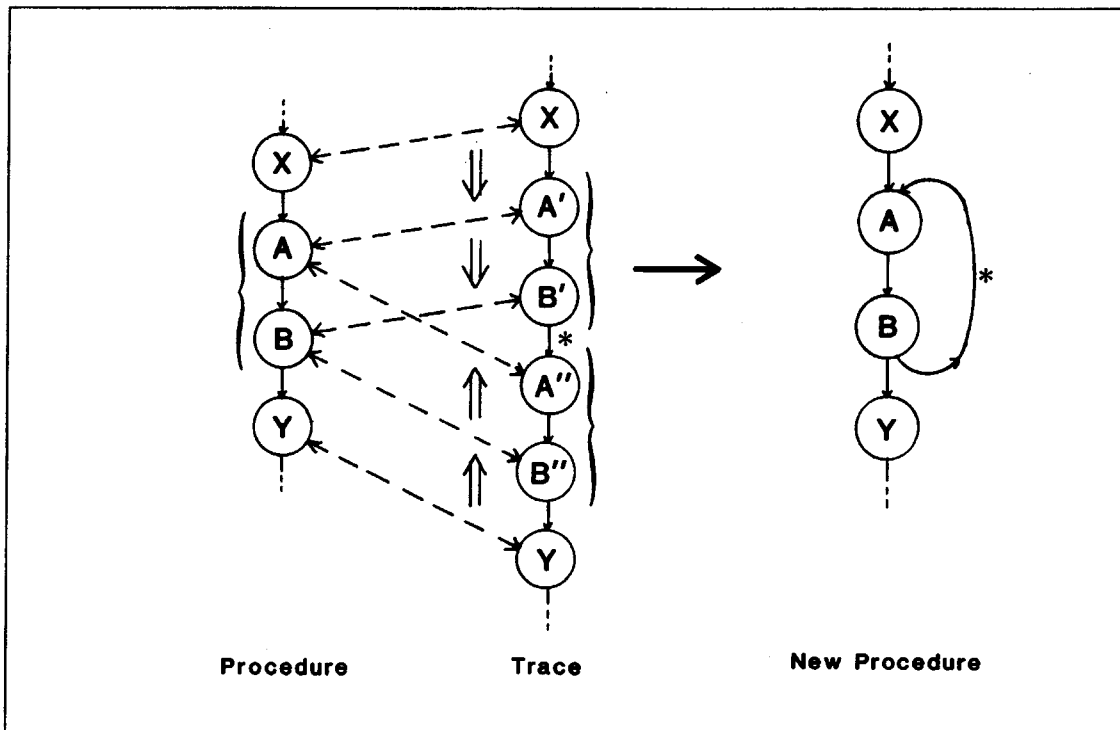 X
A
B
Y
Procedure
X
A′
B′
*
A″
B″
Y
Trace
X
A
*
B
Y
New Procedure